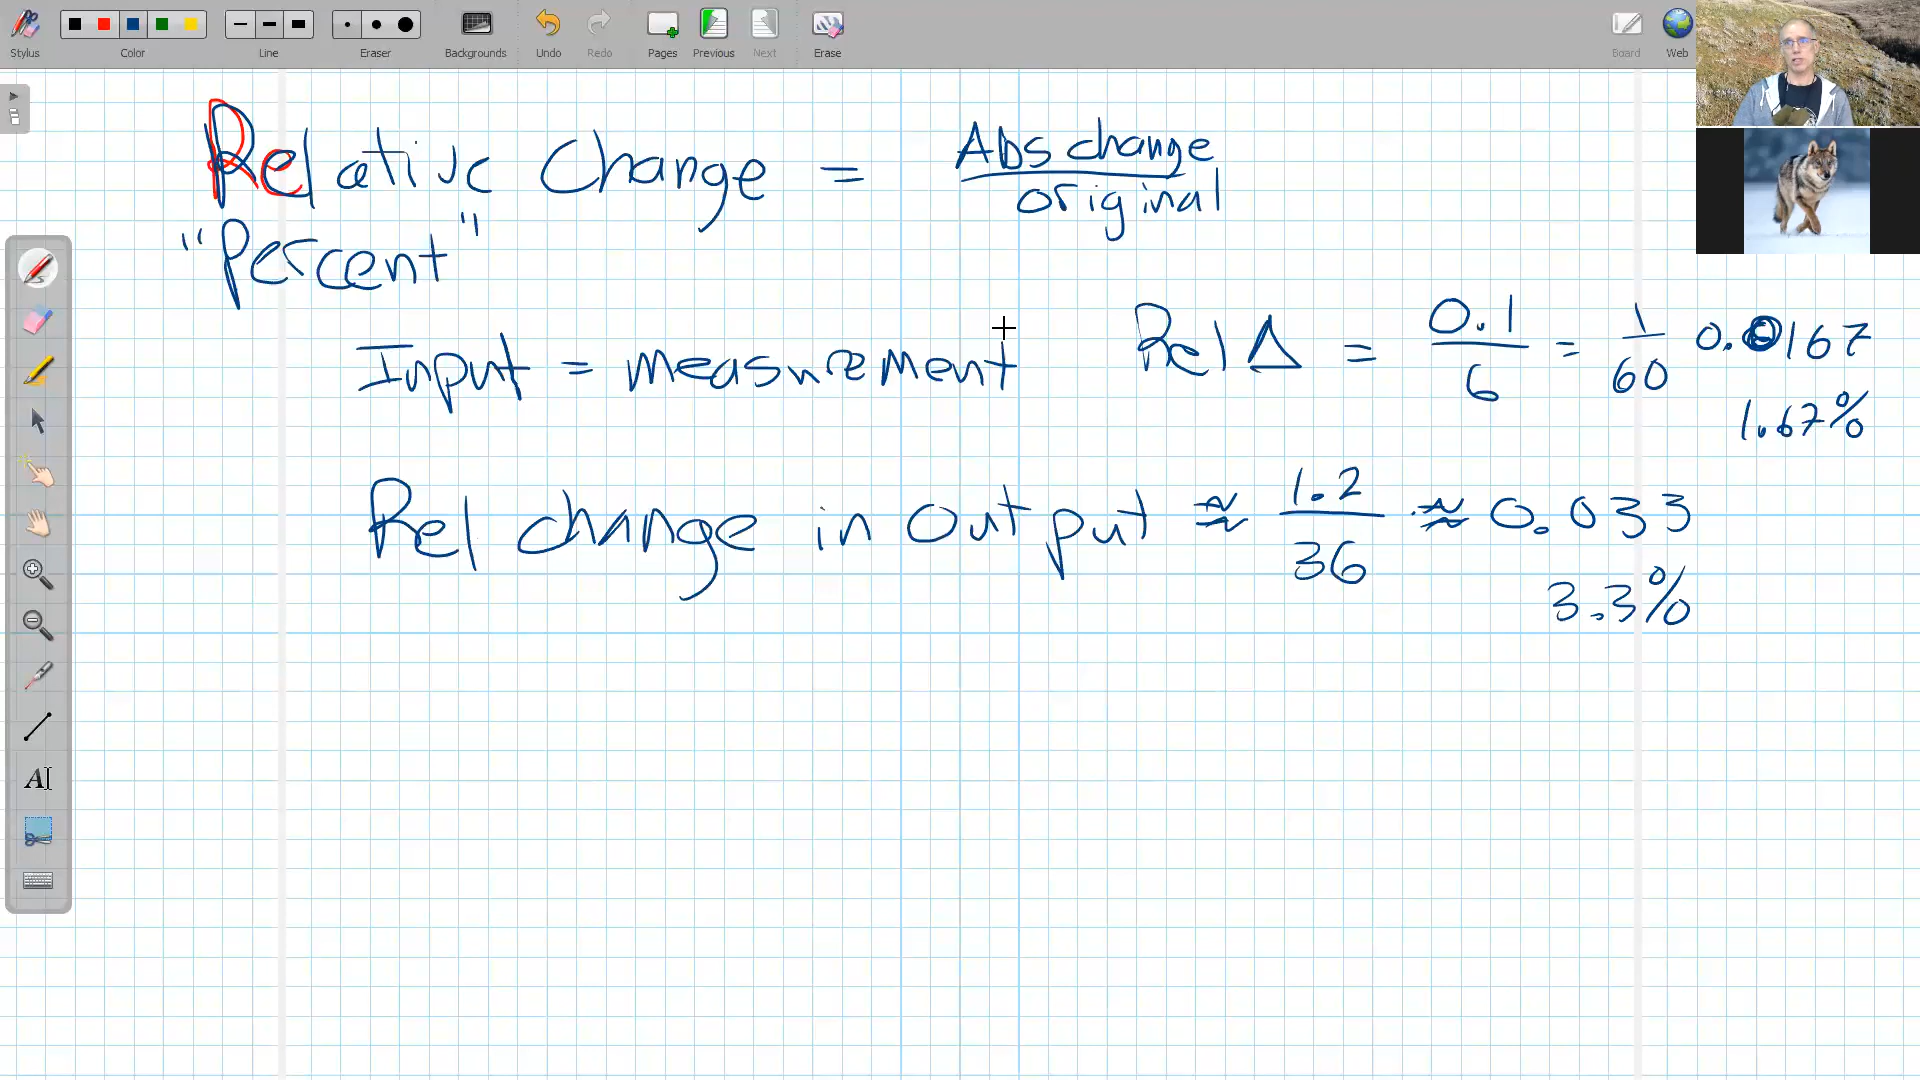 Stylus
Color
Line
Eraser
Backgrounds
Undo
Redo
Pages
Previous
Next
Erase
Board
Web
Relative Change = Abs change / original
"Percent"
Input = measurement
Rel Δ = 0.1 / 6 = 1 / 60 0.0167
1.67%
Rel change in output ≈ 1.2 / 36 ≈ 0.033
3.3%
AI